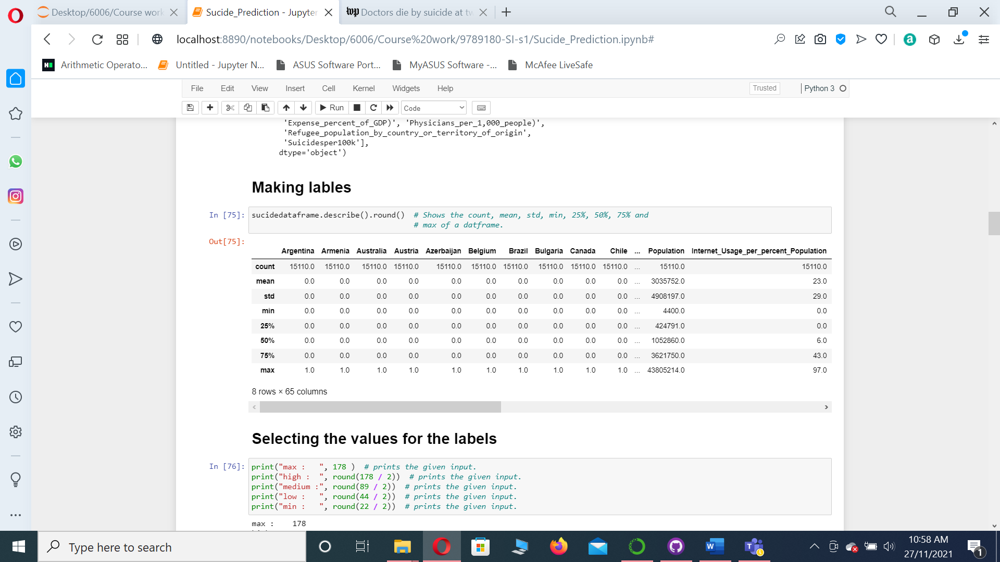 Desktop/6006/Course work
Sucide_Prediction - Jupyter
Doctors die by suicide at tw
localhost:8890/notebooks/Desktop/6006/Course%20work/9789180-SI-s1/Sucide_Prediction.ipynb#
Arithmetic Operato... Untitled - Jupyter N... ASUS Software Port... MyASUS Software -... McAfee LiveSafe
File Edit View Insert Cell Kernel Widgets Help Trusted Python 3
Run Code
'Expense_percent_of_GDP)', 'Physicians_per_1,000_people)',
'Refugee_population_by_country_or_territory_of_origin',
'Suicidesper100k'],
dtype='object')
Making lables
In [75]: sucidedataframe.describe().round() # Shows the count, mean, std, min, 25%, 50%, 75% and
# max of a datframe.
Out[75]:
Argentina Armenia Australia Austria Azerbaijan Belgium Brazil Bulgaria Canada Chile ... Population Internet_Usage_per_percent_Population
count 15110.0 15110.0 15110.0 15110.0 15110.0 15110.0 15110.0 15110.0 15110.0 15110.0 ... 15110.0 15110.0
mean 0.0 0.0 0.0 0.0 0.0 0.0 0.0 0.0 0.0 0.0 ... 3035752.0 23.0
std 0.0 0.0 0.0 0.0 0.0 0.0 0.0 0.0 0.0 0.0 ... 4908197.0 29.0
min 0.0 0.0 0.0 0.0 0.0 0.0 0.0 0.0 0.0 0.0 ... 4400.0 0.0
25% 0.0 0.0 0.0 0.0 0.0 0.0 0.0 0.0 0.0 0.0 ... 424791.0 0.0
50% 0.0 0.0 0.0 0.0 0.0 0.0 0.0 0.0 0.0 0.0 ... 1052860.0 6.0
75% 0.0 0.0 0.0 0.0 0.0 0.0 0.0 0.0 0.0 0.0 ... 3621750.0 43.0
max 1.0 1.0 1.0 1.0 1.0 1.0 1.0 1.0 1.0 1.0 ... 43805214.0 97.0
8 rows × 65 columns
Selecting the values for the labels
In [76]: print("max :   ", 178 )  # prints the given input.
print("high :  ", round(178 / 2))  # prints the given input.
print("medium :", round(89 / 2))  # prints the given input.
print("low :   ", round(44 / 2))  # prints the given input.
print("min :   ", round(22 / 2))  # prints the given input.
max :    178
Type here to search
10:58 AM
27/11/2021
1